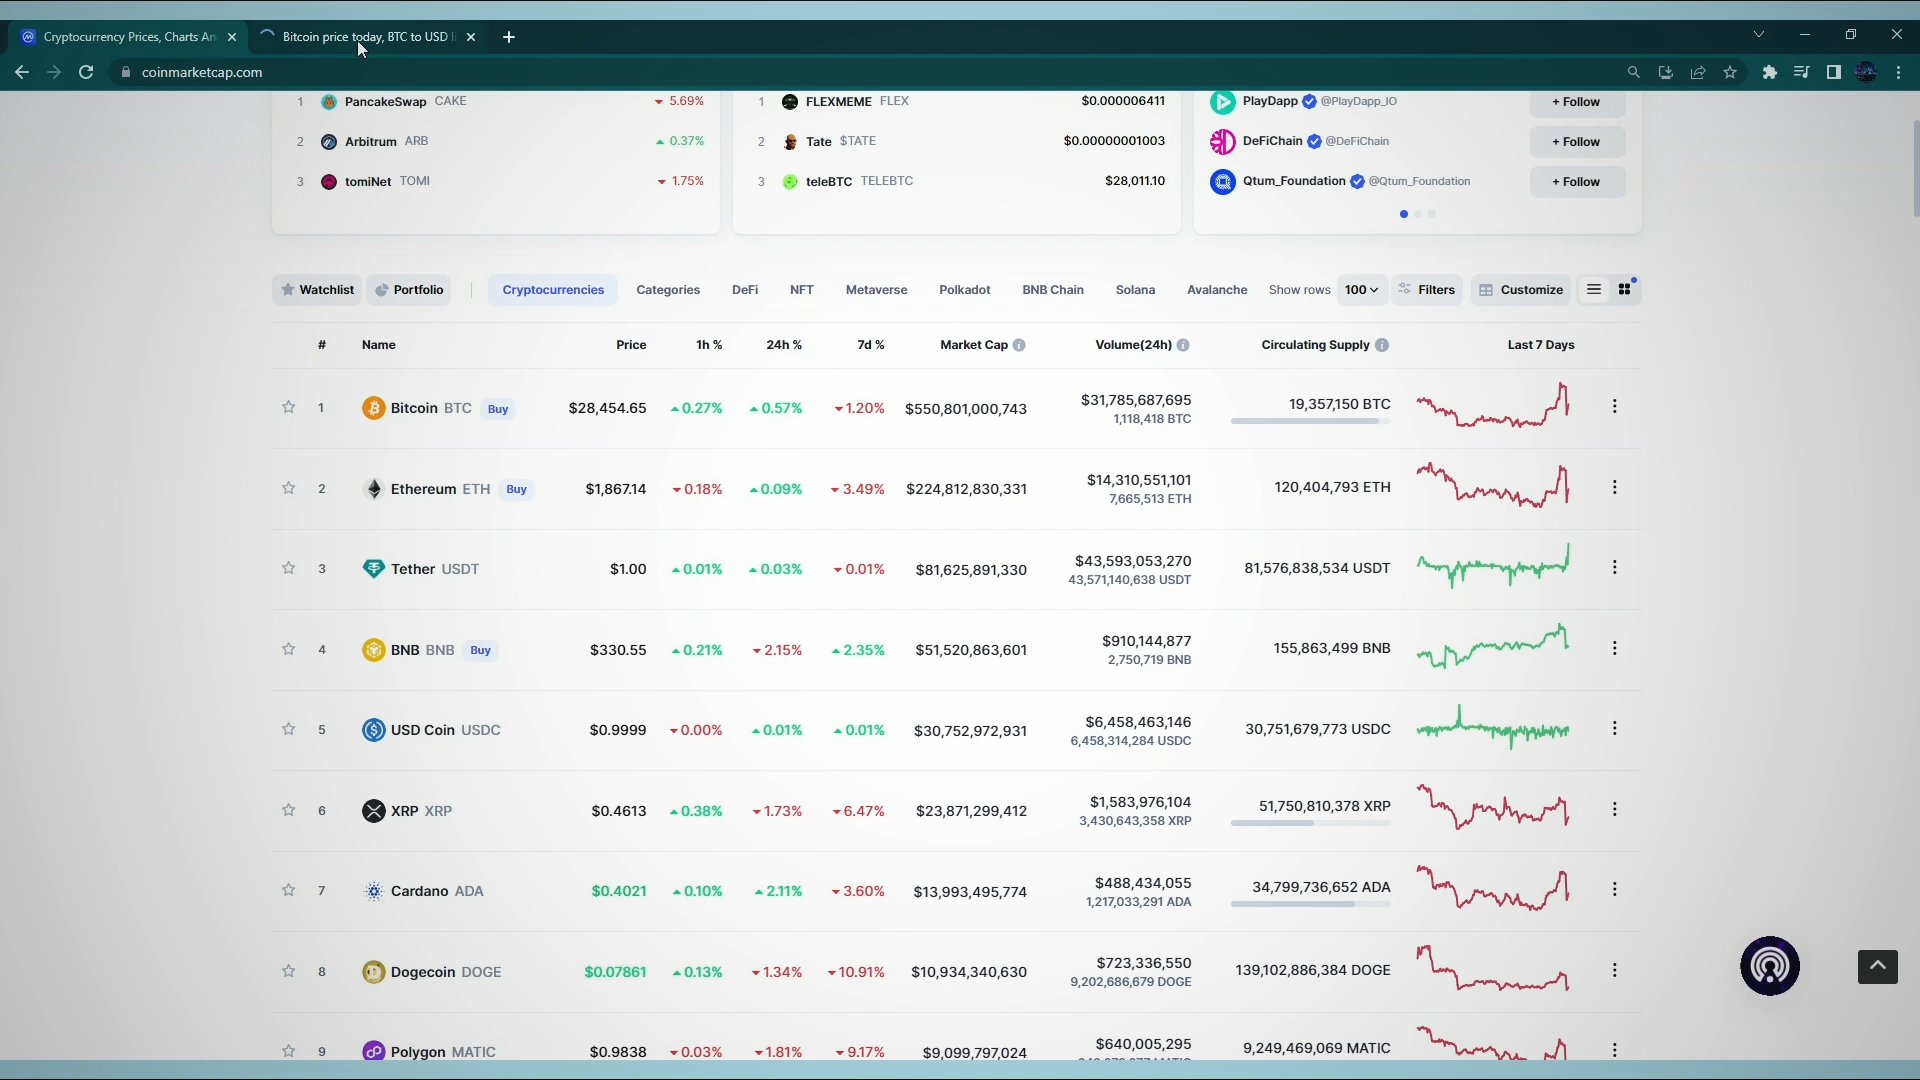 Cryptocurrency Prices, Charts An
Bitcoin price today, BTC to USD li
coinmarketcap.com
1 PancakeSwap CAKE 5.69%
2 Arbitrum ARB 0.37%
3 tomiNet TOMI 1.75%
1 FLEXMEME FLEX $0.000006411
2 Tate $TATE $0.00000001003
3 teleBTC TELEBTC $28,011.10
PlayDapp @PlayDapp_IO + Follow
DeFiChain @DeFiChain + Follow
Qtum_Foundation @Qtum_Foundation + Follow
Watchlist Portfolio Cryptocurrencies Categories DeFi NFT Metaverse Polkadot BNB Chain Solana Avalanche Show rows 100 Filters Customize
# Name Price 1h % 24h % 7d % Market Cap Volume(24h) Circulating Supply Last 7 Days
1 Bitcoin BTC Buy $28,454.65 0.27% 0.57% 1.20% $550,801,000,743 $31,785,687,695 19,357,150 BTC
1,118,418 BTC
2 Ethereum ETH Buy $1,867.14 0.18% 0.09% 3.49% $224,812,830,331 $14,310,551,101 120,404,793 ETH
7,665,513 ETH
3 Tether USDT $1.00 0.01% 0.03% 0.01% $81,625,891,330 $43,593,053,270 81,576,838,534 USDT
43,571,140,638 USDT
4 BNB BNB Buy $330.55 0.21% 2.15% 2.35% $51,520,863,601 $910,144,877 155,863,499 BNB
2,750,719 BNB
5 USD Coin USDC $0.9999 0.00% 0.01% 0.01% $30,752,972,931 $6,458,463,146 30,751,679,773 USDC
6,458,314,284 USDC
6 XRP XRP $0.4613 0.38% 1.73% 6.47% $23,871,299,412 $1,583,976,104 51,750,810,378 XRP
3,430,643,358 XRP
7 Cardano ADA $0.4021 0.10% 2.11% 3.60% $13,993,495,774 $488,434,055 34,799,736,652 ADA
1,217,033,291 ADA
8 Dogecoin DOGE $0.07861 0.13% 1.34% 10.91% $10,934,340,630 $723,336,550 139,102,886,384 DOGE
9,202,686,679 DOGE
9 Polygon MATIC $0.9838 0.03% 1.81% 9.17% $9,099,797,024 $640,005,295 9,249,469,069 MATIC